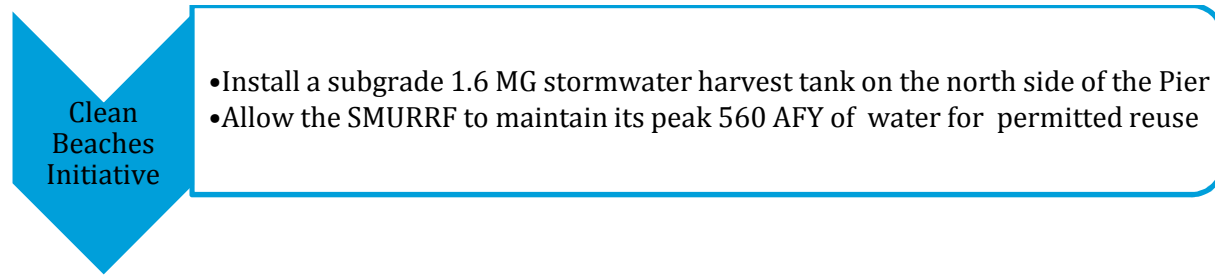 Clean
Beaches
Initiative
•Install a subgrade 1.6 MG stormwater harvest tank on the north side of the Pier
•Allow the SMURRF to maintain its peak 560 AFY of water for permitted reuse